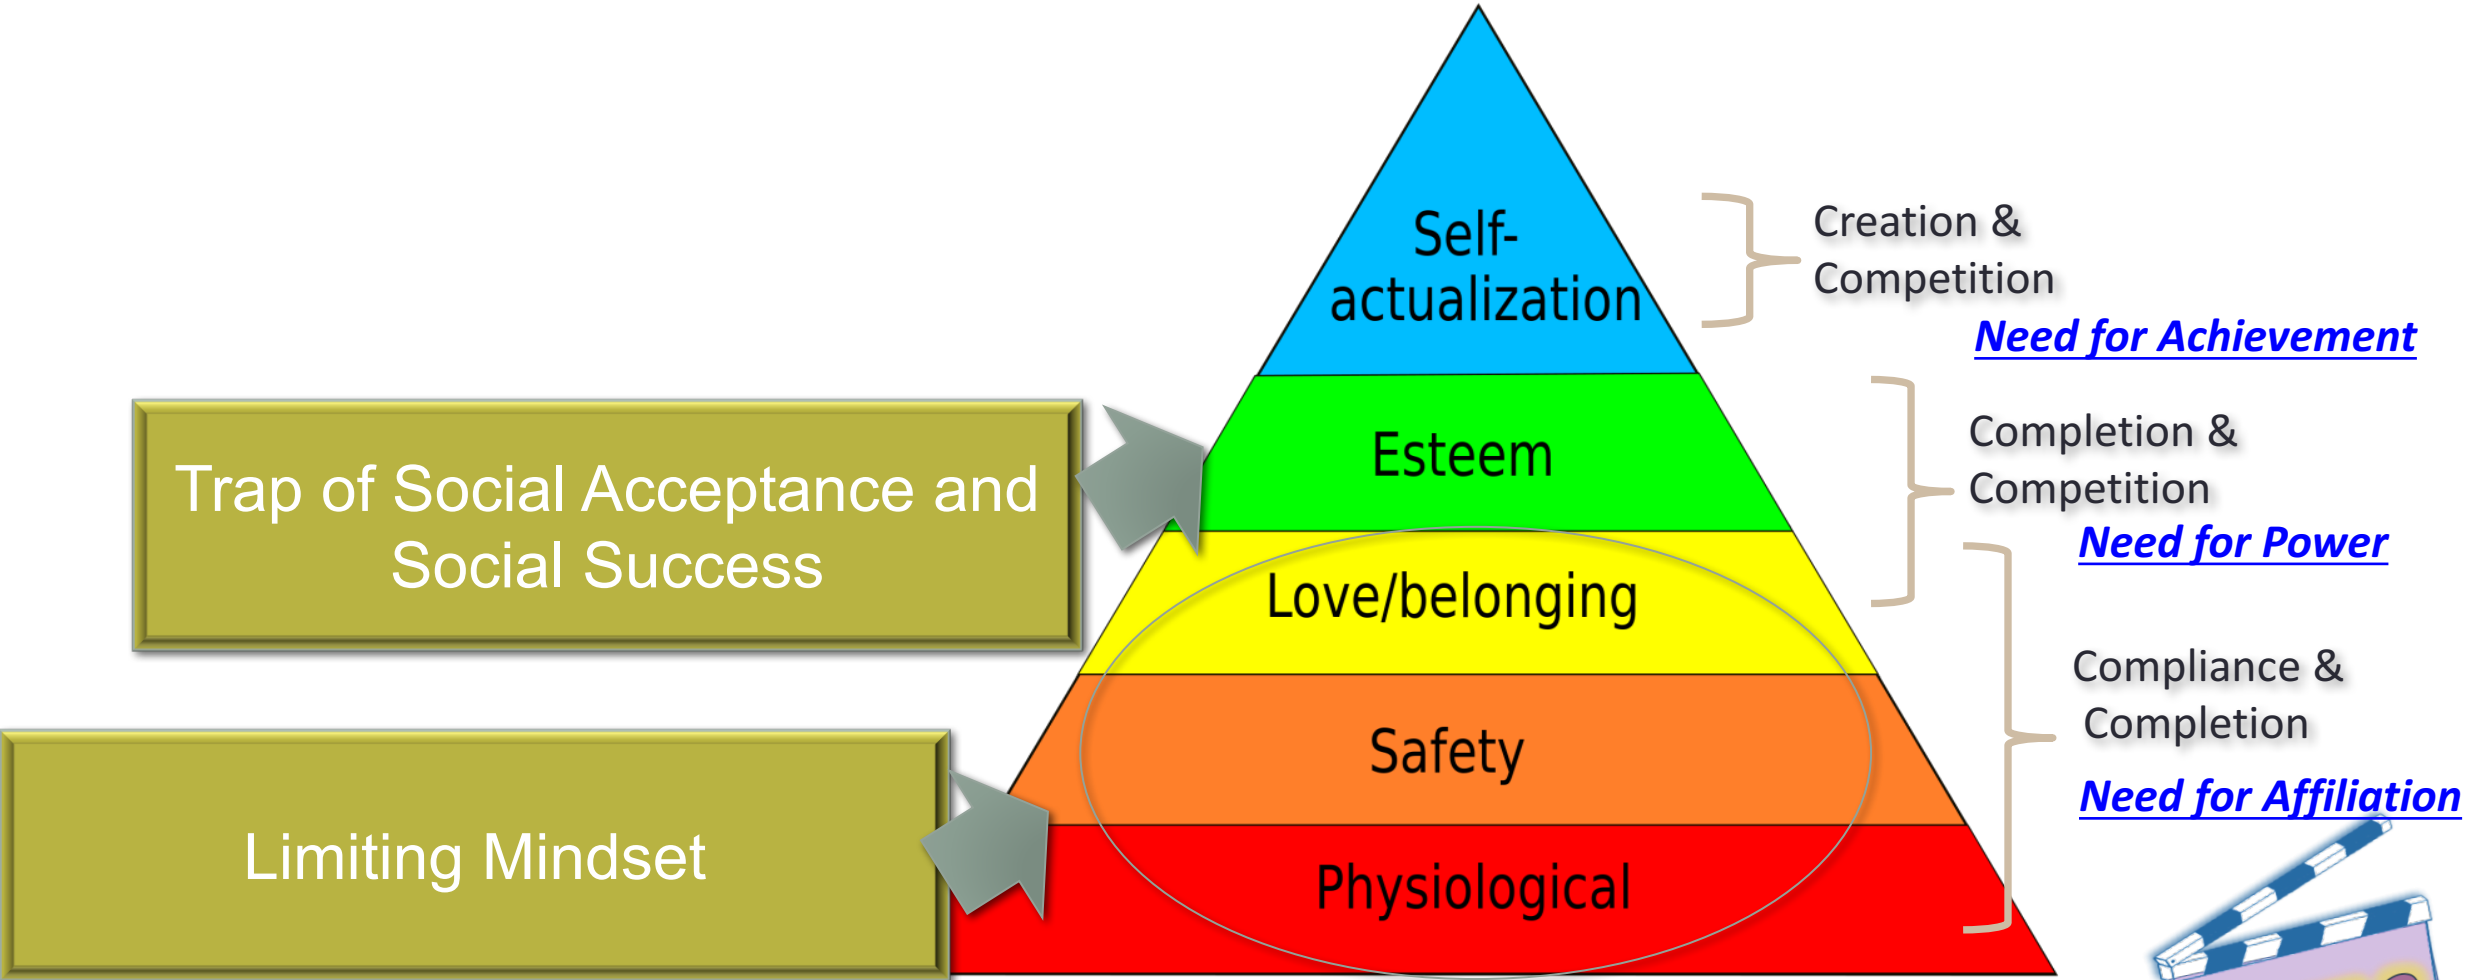 Self-
actualization
Creation &
Competition
Need for Achievement
Trap of Social Acceptance and
Social Success
Esteem
Completion &
Competition
Need for Power
Love/belonging
Compliance &
Completion
Need for Affiliation
Safety
Limiting Mindset
Physiological